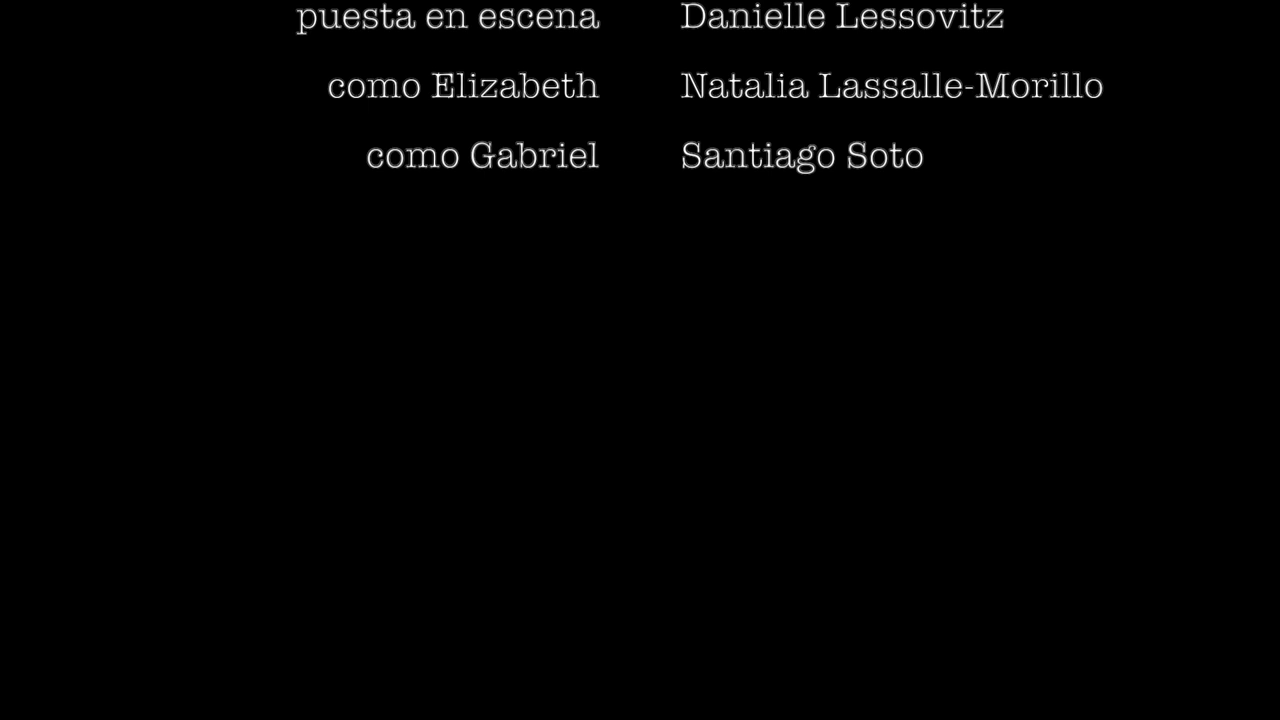 puesta en escena Danielle Lessovitz
como Elizabeth Natalia Lassalle-Morillo
como Gabriel Santiago Soto